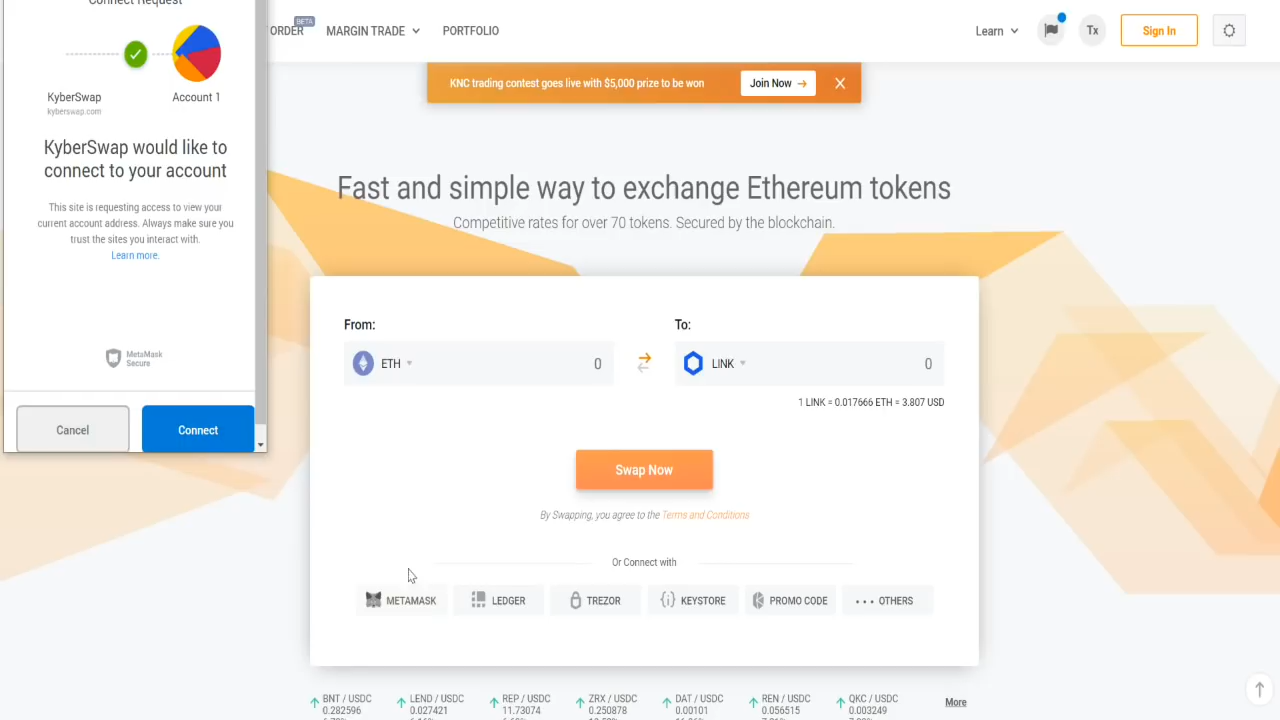 Connect Request
KyberSwap
kyberswap.com
Account 1
KyberSwap would like to
connect to your account
This site is requesting access to view your
current account address. Always make sure you
trust the sites you interact with.
Learn more.
MetaMask
Secure
Cancel
Connect
ORDER BETA
MARGIN TRADE
PORTFOLIO
Learn
Tx
Sign In
KNC trading contest goes live with $5,000 prize to be won
Join Now →
Fast and simple way to exchange Ethereum tokens
Competitive rates for over 70 tokens. Secured by the blockchain.
From:
To:
ETH
0
LINK
0
1 LINK = 0.017666 ETH = 3.807 USD
Swap Now
By Swapping, you agree to the Terms and Conditions
Or Connect with
METAMASK
LEDGER
TREZOR
KEYSTORE
PROMO CODE
OTHERS
BNT / USDC
0.282596
LEND / USDC
0.027421
REP / USDC
11.73074
ZRX / USDC
0.250878
DAT / USDC
0.00101
REN / USDC
0.056515
QKC / USDC
0.003249
More